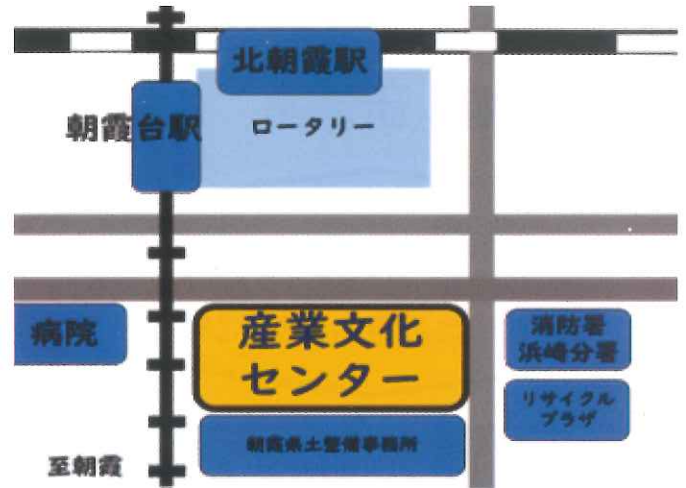 北朝霞駅
朝霞台駅
ロータリー
病院
産業文化
センター
消防署
浜崎分署
リサイクル
プラザ
朝霞県土整備事務所
至朝霞